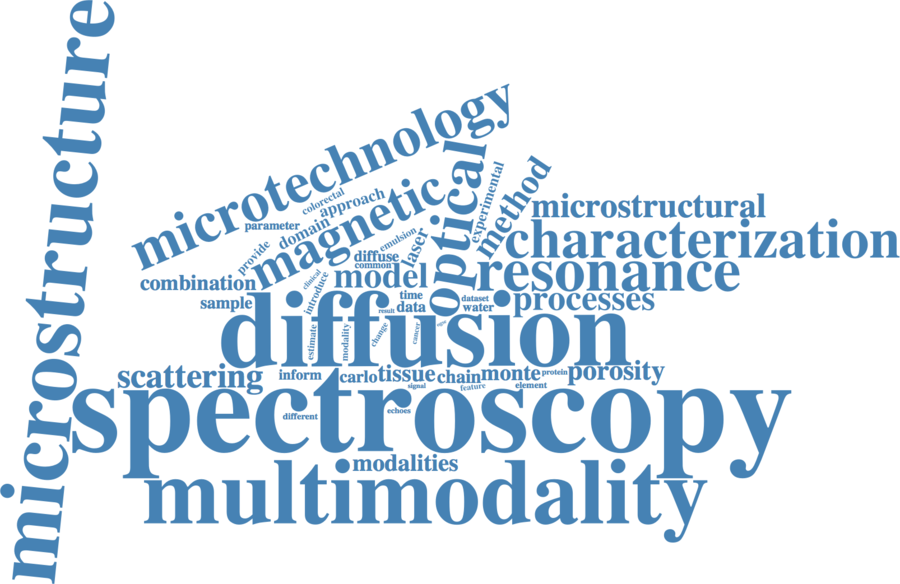 microstructure
microtechnology
colorectal
approach
parameter
domain
magnetic
optical
experimental
method
microstructural
provide
emulsion
laser
diffuse
common
characterization
combination
clinical
introduce
model
resonance
sample
time
data
result
dataset
water
processes
diffusion
estimate
modality
change
cancer
scattering
inform
carlo
tissue
signal
chain
feature
monte
protein
element
porosity
spectroscopy
different
echoes
modalities
multimodality